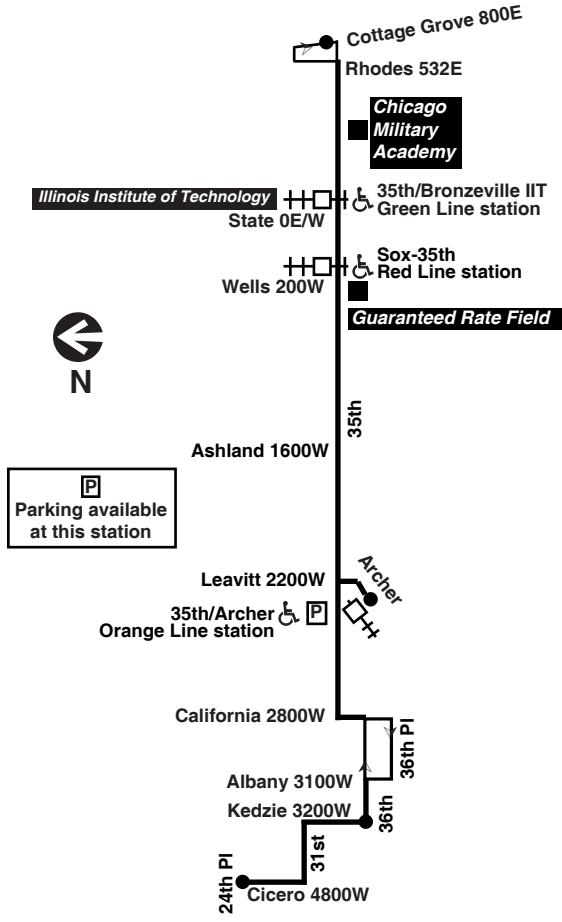 Cottage Grove 800E
Rhodes 532E
Chicago
Military
Academy
Illinois Institute of Technology
35th/Bronzeville IIT
Green Line station
State 0E/W
Sox-35th
Red Line station
Wells 200W
Guaranteed Rate Field
N
35th
Ashland 1600W
P
Parking available
at this station
Leavitt 2200W
Archer
35th/Archer
Orange Line station
P
California 2800W
36th Pl
Albany 3100W
Kedzie 3200W
36th
31st
24th Pl
Cicero 4800W